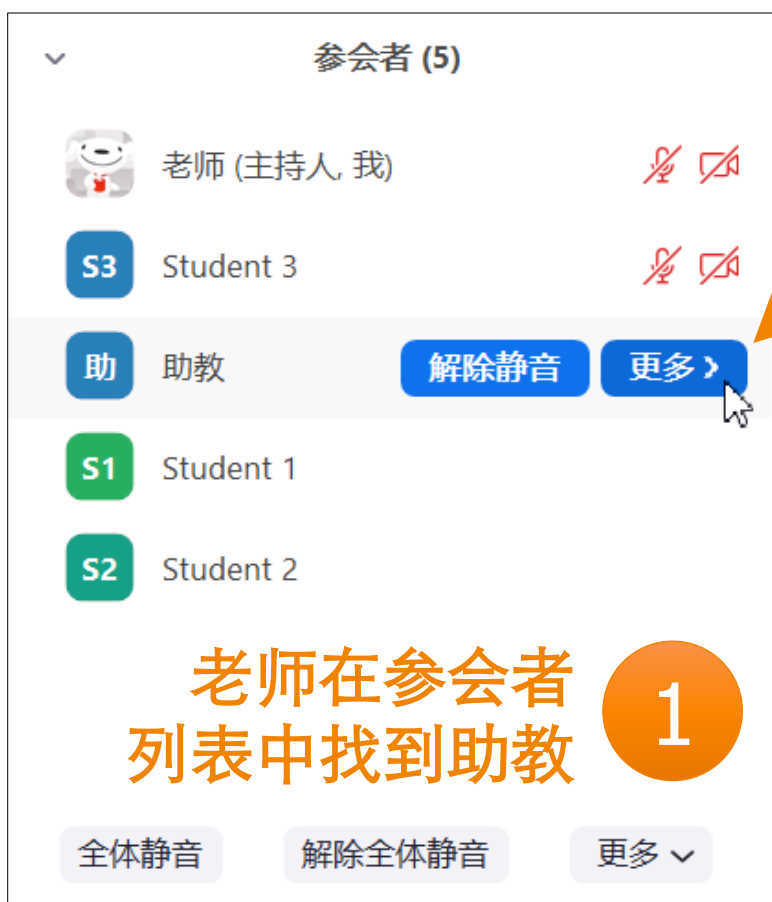 参会者 (5)
老师 (主持人, 我)
S3 Student 3
助 助教 解除静音 更多 ›
S1 Student 1
S2 Student 2
老师在参会者
列表中找到助教
1
全体静音 解除全体静音 更多